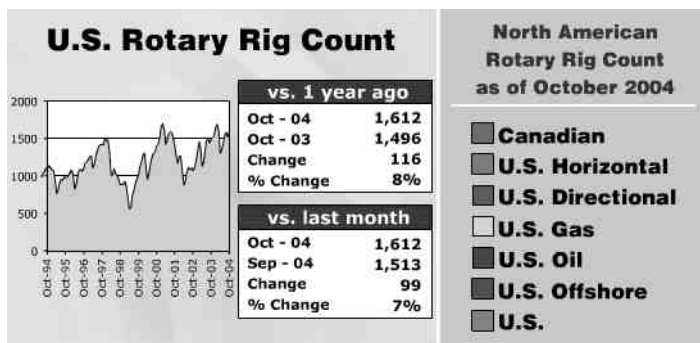 U.S. Rotary Rig Count
2000
1500
1000
500
0
Oct-94
Oct-95
Oct-96
Oct-97
Oct-98
Oct-99
Oct-00
Oct-01
Oct-02
Oct-03
Oct-04
vs. 1 year ago
Oct - 04 1,612
Oct - 03 1,496
Change 116
% Change 8%
vs. last month
Oct - 04 1,612
Sep - 04 1,513
Change 99
% Change 7%
North American
Rotary Rig Count
as of October 2004
Canadian
U.S. Horizontal
U.S. Directional
U.S. Gas
U.S. Oil
U.S. Offshore
U.S.